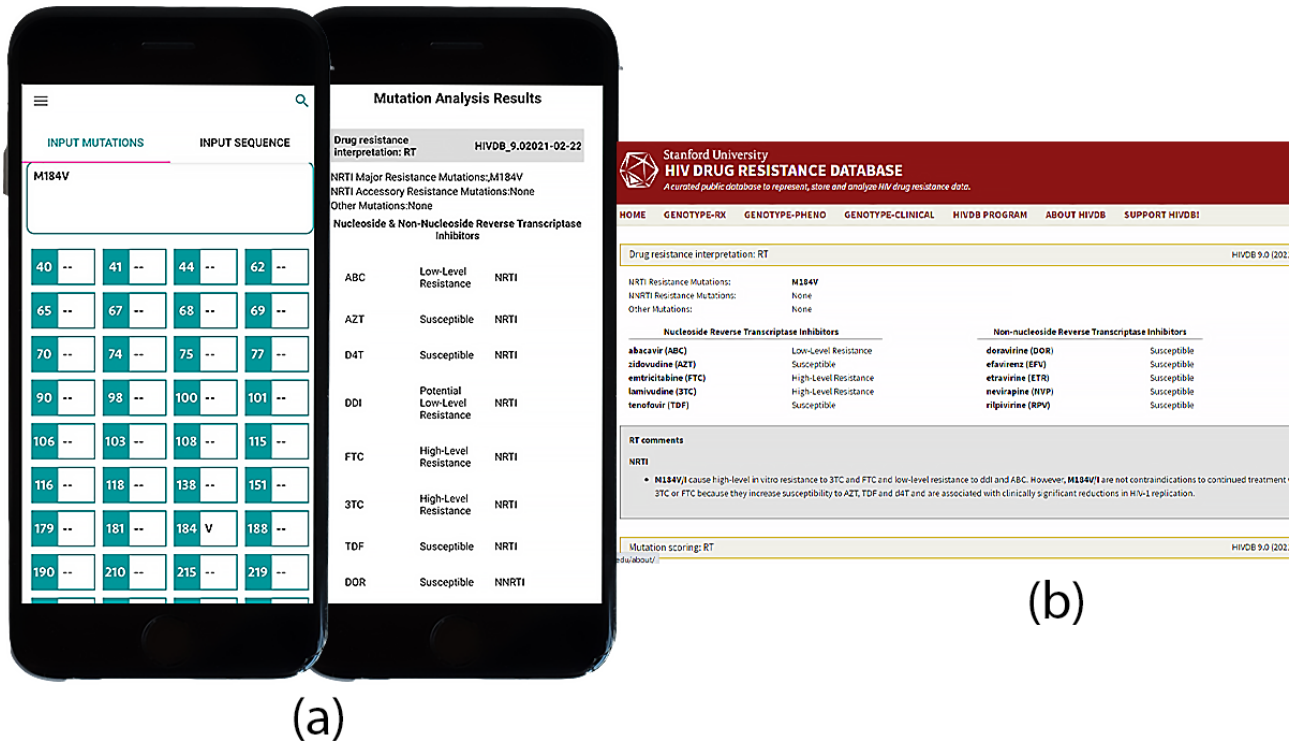 INPUT MUTATIONS INPUT SEQUENCE
M184V
40 -- 41 -- 44 -- 62 --
65 -- 67 -- 68 -- 69 --
70 -- 74 -- 75 -- 77 --
90 -- 98 -- 100 -- 101 --
106 -- 103 -- 108 -- 115 --
116 -- 118 -- 138 -- 151 --
179 -- 181 -- 184 V 188 --
190 -- 210 -- 215 -- 219 --
Mutation Analysis Results
Drug resistance
interpretation: RT HIVDB_9.02021-02-22
NRTI Major Resistance Mutations:,M184V
NRTI Accessory Resistance Mutations:None
Other Mutations:None
Nucleoside & Non-Nucleoside Reverse Transcriptase
Inhibitors
ABC Low-Level Resistance NRTI
AZT Susceptible NRTI
D4T Susceptible NRTI
DDI Potential Low-Level Resistance NRTI
FTC High-Level Resistance NRTI
3TC High-Level Resistance NRTI
TDF Susceptible NRTI
DOR Susceptible NNRTI
(a)
Stanford University
HIV DRUG RESISTANCE DATABASE
A curated public database to represent, store and analyze HIV drug resistance data.
HOME GENOTYPE-RX GENOTYPE-PHENO GENOTYPE-CLINICAL HIVDB PROGRAM ABOUT HIVDB SUPPORT HIVDB!
Drug resistance interpretation: RT HIVDB 9.0 (202
NRTI Resistance Mutations: M184V
NNRTI Resistance Mutations: None
Other Mutations: None
Nucleoside Reverse Transcriptase Inhibitors Non-nucleoside Reverse Transcriptase Inhibitors
abacavir (ABC) Low-Level Resistance doravirine (DOR) Susceptible
zidovudine (AZT) Susceptible efavirenz (EFV) Susceptible
emtricitabine (FTC) High-Level Resistance etravirine (ETR) Susceptible
lamivudine (3TC) High-Level Resistance nevirapine (NVP) Susceptible
tenofovir (TDF) Susceptible rilpivirine (RPV) Susceptible
RT comments
NRTI
• M184V/I cause high-level in vitro resistance to 3TC and FTC and low-level resistance to ddI and ABC. However, M184V/I are not contraindications to continued treatment
3TC or FTC because they increase susceptibility to AZT, TDF and d4T and are associated with clinically significant reductions in HIV-1 replication.
Mutation scoring: RT HIVDB 9.0 (202
edu/about/
(b)